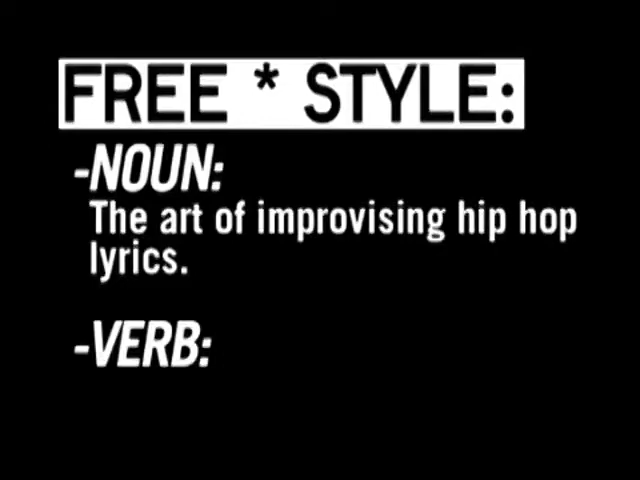 FREE * STYLE:
-NOUN:
The art of improvising hip hop
lyrics.
-VERB: